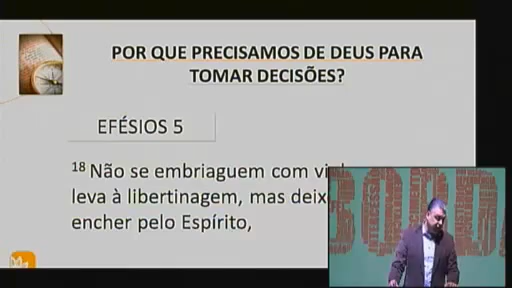 POR QUE PRECISAMOS DE DEUS PARA
TOMAR DECISÕES?
EFÉSIOS 5
18 Não se embriaguem com
leva à libertinagem, mas
encher pelo Espírito,